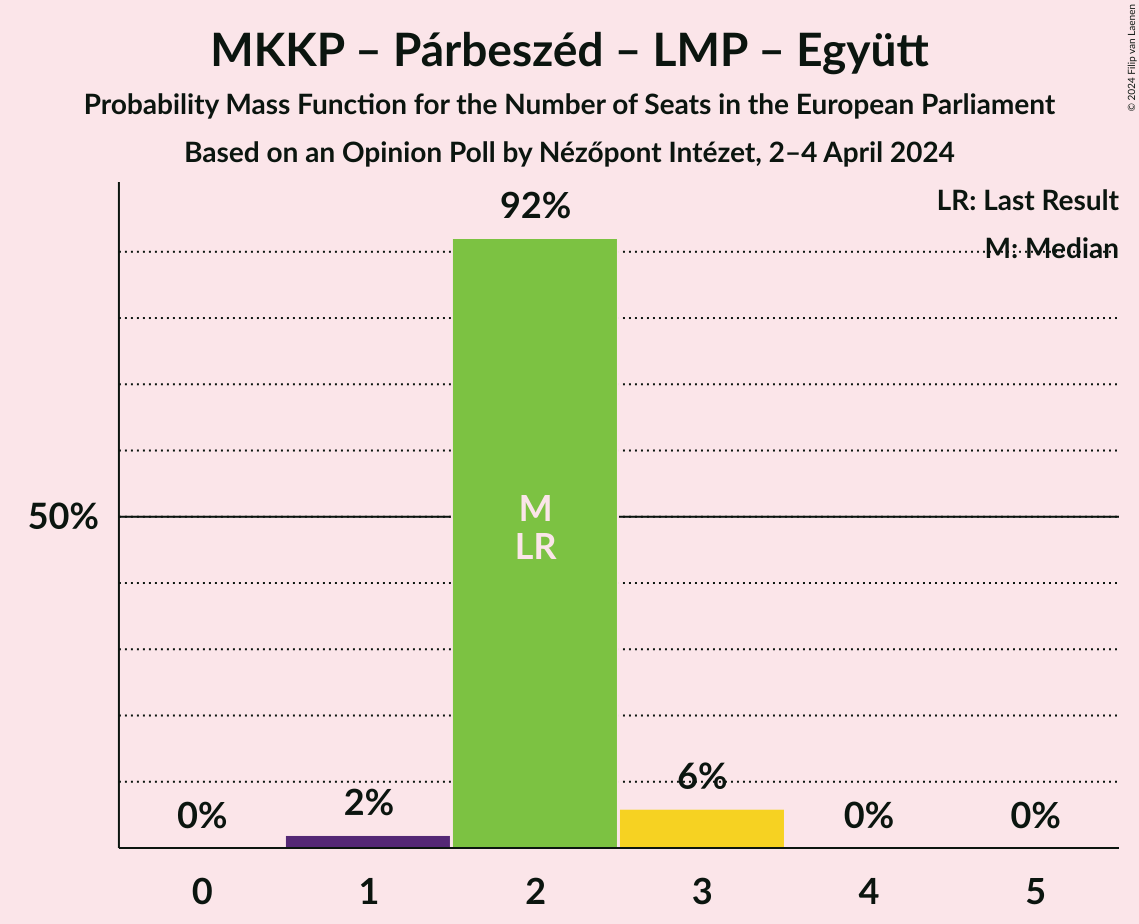 MKKP – Párbeszéd – LMP – Együtt
Probability Mass Function for the Number of Seats in the European Parliament
Based on an Opinion Poll by Nézőpont Intézet, 2–4 April 2024
© 2024 Filip van Laenen
LR: Last Result
M: Median
92%
50%
M
LR
0%
2%
6%
0%
0%
0
1
2
3
4
5